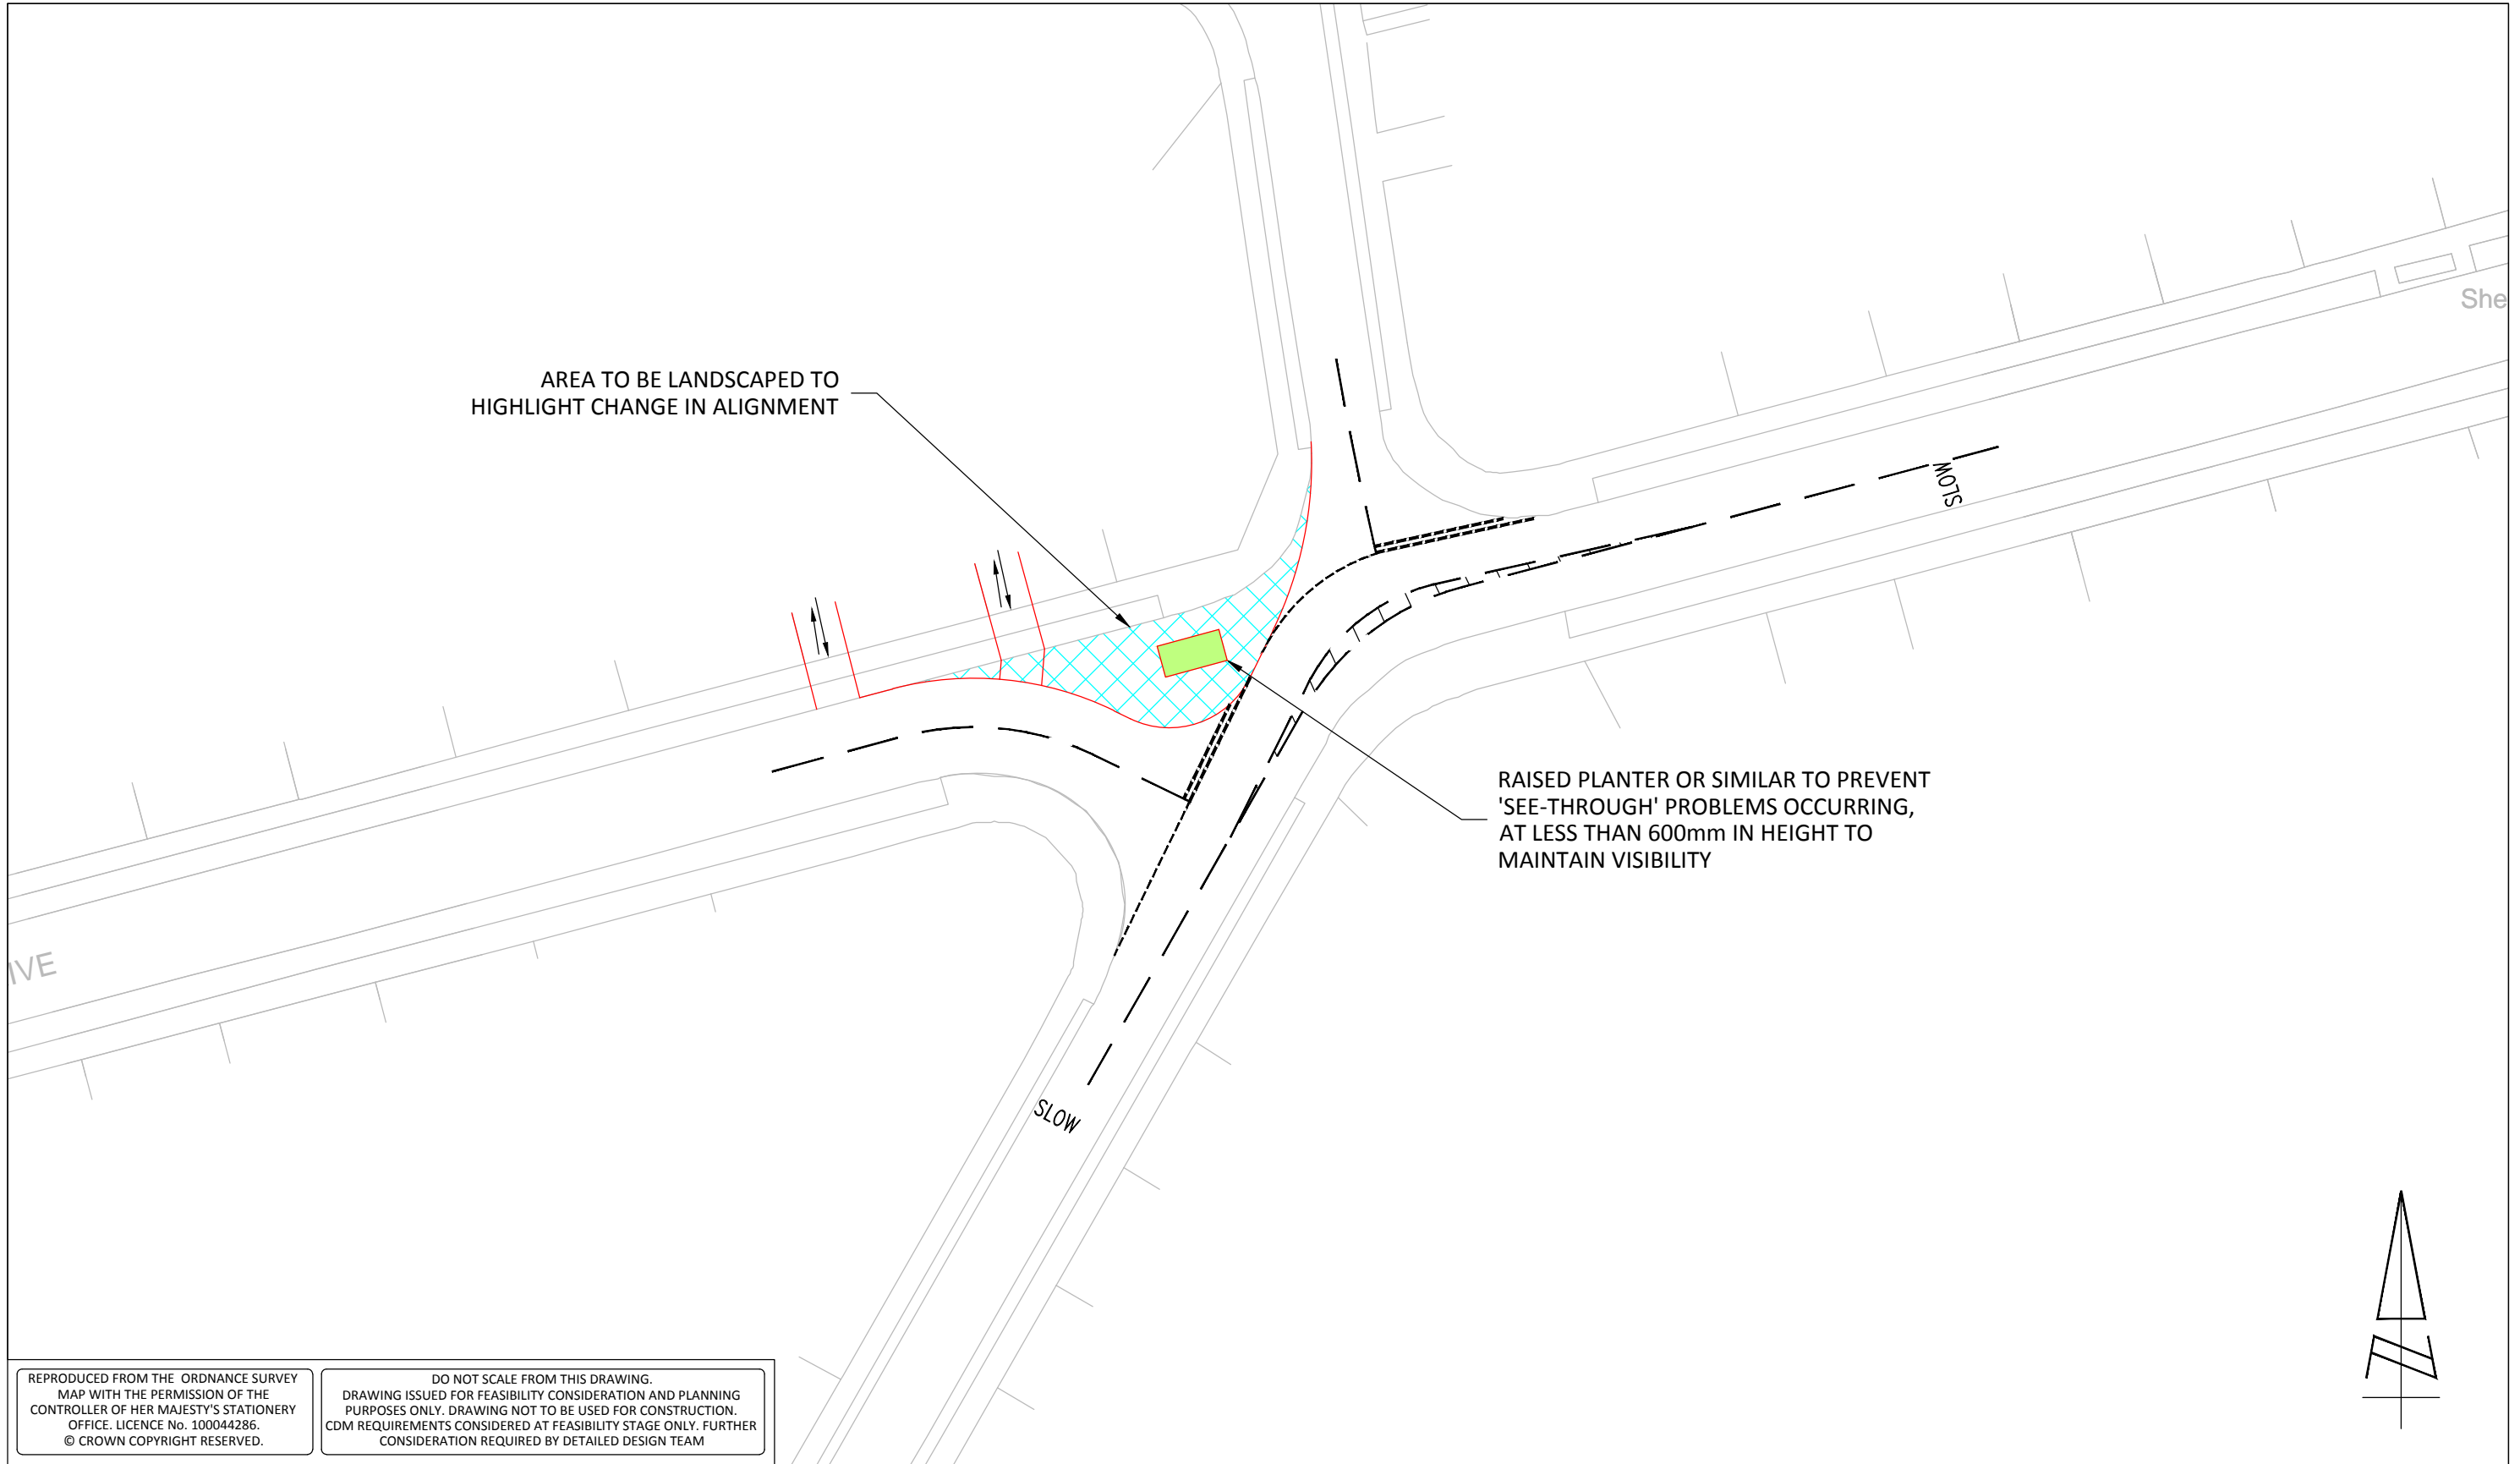 She
AREA TO BE LANDSCAPED TO
HIGHLIGHT CHANGE IN ALIGNMENT
SLOW
RAISED PLANTER OR SIMILAR TO PREVENT
'SEE-THROUGH' PROBLEMS OCCURRING,
AT LESS THAN 600mm IN HEIGHT TO
MAINTAIN VISIBILITY
IVE
SLOW
N
REPRODUCED FROM THE ORDNANCE SURVEY
MAP WITH THE PERMISSION OF THE
CONTROLLER OF HER MAJESTY'S STATIONERY
OFFICE. LICENCE No. 100044286.
© CROWN COPYRIGHT RESERVED.
DO NOT SCALE FROM THIS DRAWING.
DRAWING ISSUED FOR FEASIBILITY CONSIDERATION AND PLANNING
PURPOSES ONLY. DRAWING NOT TO BE USED FOR CONSTRUCTION.
CDM REQUIREMENTS CONSIDERED AT FEASIBILITY STAGE ONLY. FURTHER
CONSIDERATION REQUIRED BY DETAILED DESIGN TEAM